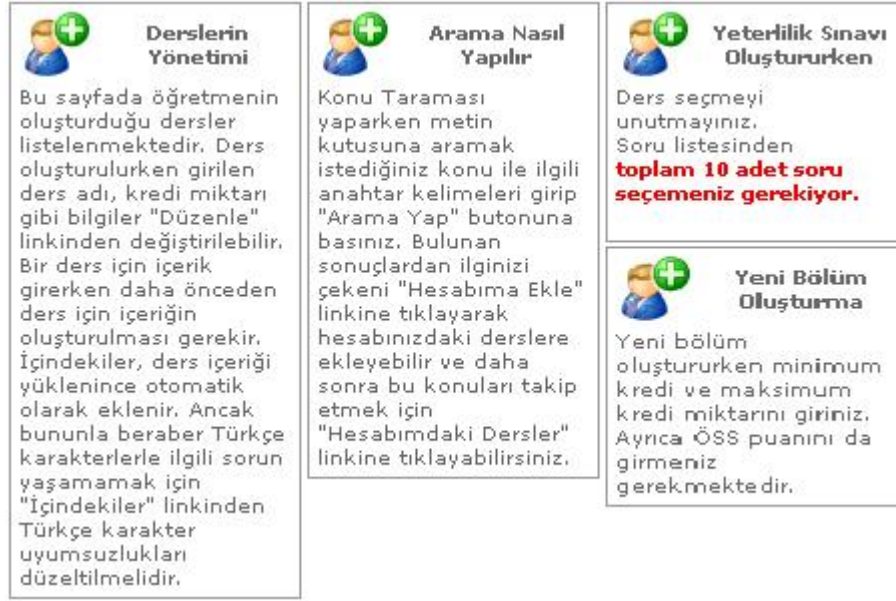 Derslerin
Yönetimi
Bu sayfada öğretmenin
oluşturduğu dersler
listelenmektedir. Ders
oluşturulurken girilen
ders adı, kredi miktarı
gibi bilgiler "Düzenle"
linkinden değiştirilebilir.
Bir ders için içerik
girerken daha önceden
ders için içeriğin
oluşturulması gerekir.
İçindekiler, ders içeriği
yüklenince otomatik
olarak eklenir. Ancak
bununla beraber Türkçe
karakterlerle ilgili sorun
yaşamamak için
"İçindekiler" linkinden
Türkçe karakter
uyumsuzlukları
düzeltilmelidir.
Arama Nasıl
Yapılır
Konu Taraması
yaparken metin
kutusuna aramak
istediğiniz konu ile ilgili
anahtar kelimeleri girip
"Arama Yap" butonuna
basınız. Bulunan
sonuçlardan ilginizi
çekeni "Hesabıma Ekle"
linkine tıklayarak
hesabınızdaki derslere
ekleyebilir ve daha
sonra bu konuları takip
etmek için
"Hesabımdaki Dersler"
linkine tıklayabilirsiniz.
Yeterlilik Sınavı
Oluştururken
Ders seçmeyi
unutmayınız.
Soru listesinden
toplam 10 adet soru
seçemeniz gerekiyor.
Yeni Bölüm
Oluşturma
Yeni bölüm
oluştururken minimum
kredi ve maksimum
kredi miktarını giriniz.
Ayrıca ÖSS puanını da
girmeniz
gerekmektedir.